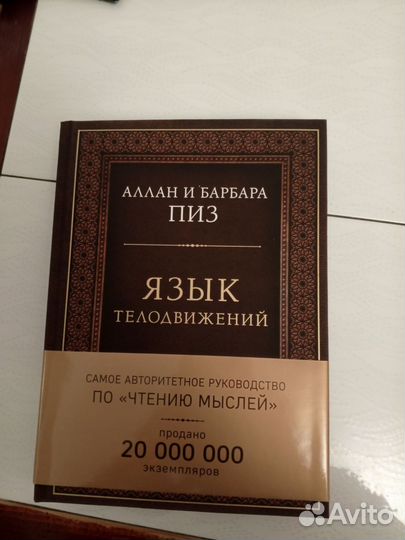 АЛЛАН И БАРБАРА
ПИЗ
ЯЗЫК
ТЕЛОДВИЖЕНИЙ
САМОЕ АВТОРИТЕТНОЕ РУКОВОДСТВО
ПО «ЧТЕНИЮ МЫСЛЕЙ»
продано
20 000 000
экземпляров
Avito